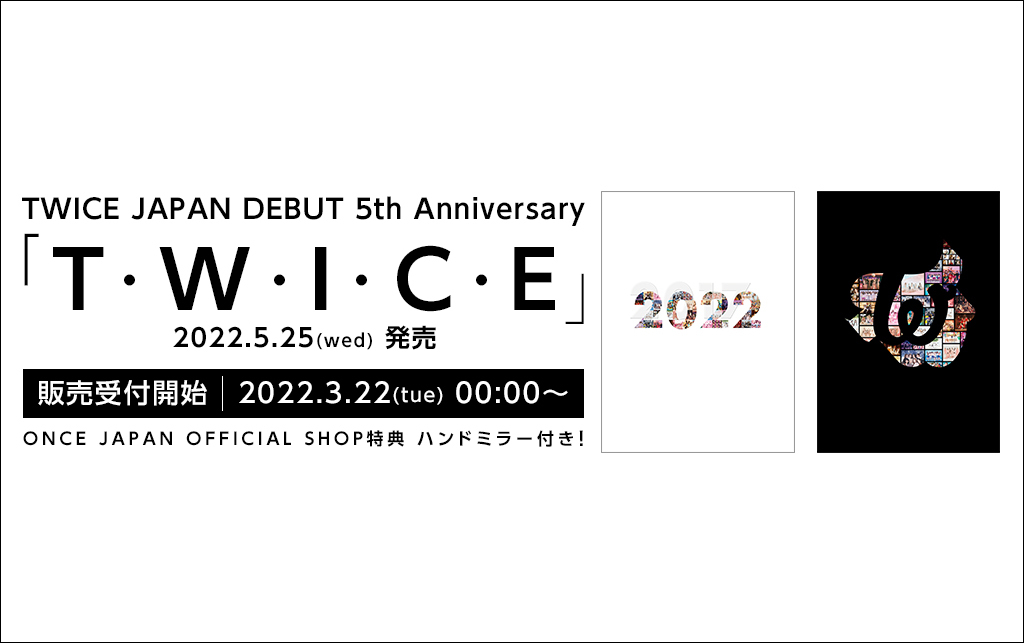 TWICE JAPAN DEBUT 5th Anniversary
「T・W・I・C・E」
2022.5.25(wed) 発売
販売受付開始 | 2022.3.22(tue) 00:00〜
ONCE JAPAN OFFICIAL SHOP特典 ハンドミラー付き!
2017
2022